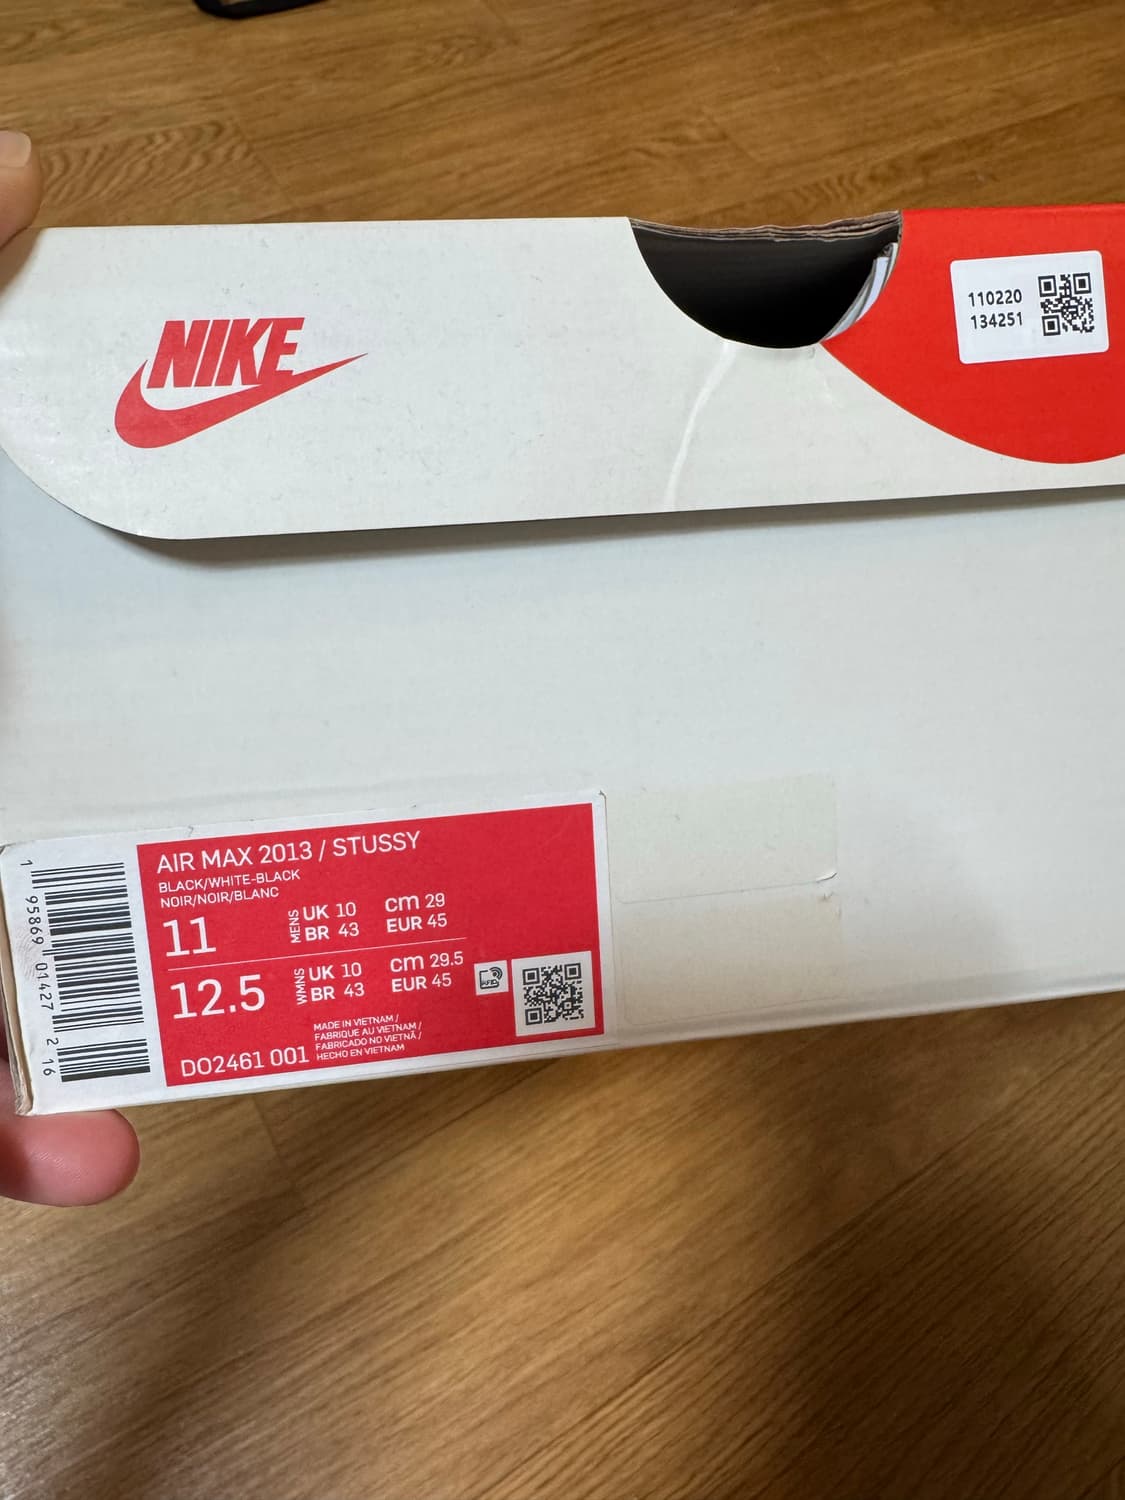 NIKE
110220
134251
AIR MAX 2013 / STUSSY
BLACK/WHITE-BLACK
NOIR/NOIR/BLANC
11
MENS
UK 10
BR 43
cm 29
EUR 45
12.5
WMNS
UK 10
BR 43
cm 29.5
EUR 45
RFID
DO2461 001
MADE IN VIETNAM /
FABRIQUE AU VIETNAM /
FABRICADO NO VIETNÃ /
HECHO EN VIETNAM
1 95869 01427 2 16